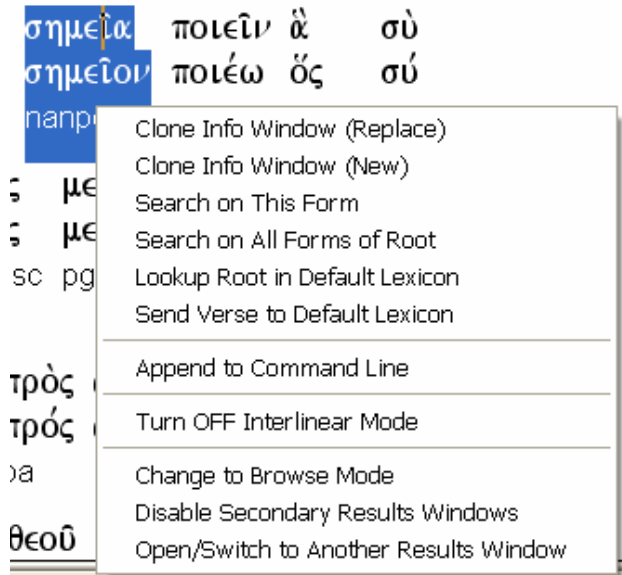 σημεῖα ποιεῖν ἃ σὺ
σημεῖον ποιέω ὅς σύ
Clone Info Window (Replace)
Clone Info Window (New)
Search on This Form
Search on All Forms of Root
Lookup Root in Default Lexicon
Send Verse to Default Lexicon
sc pg
Append to Command Line
Turn OFF Interlinear Mode
Change to Browse Mode
Disable Secondary Results Windows
Open/Switch to Another Results Window
θεοῦ